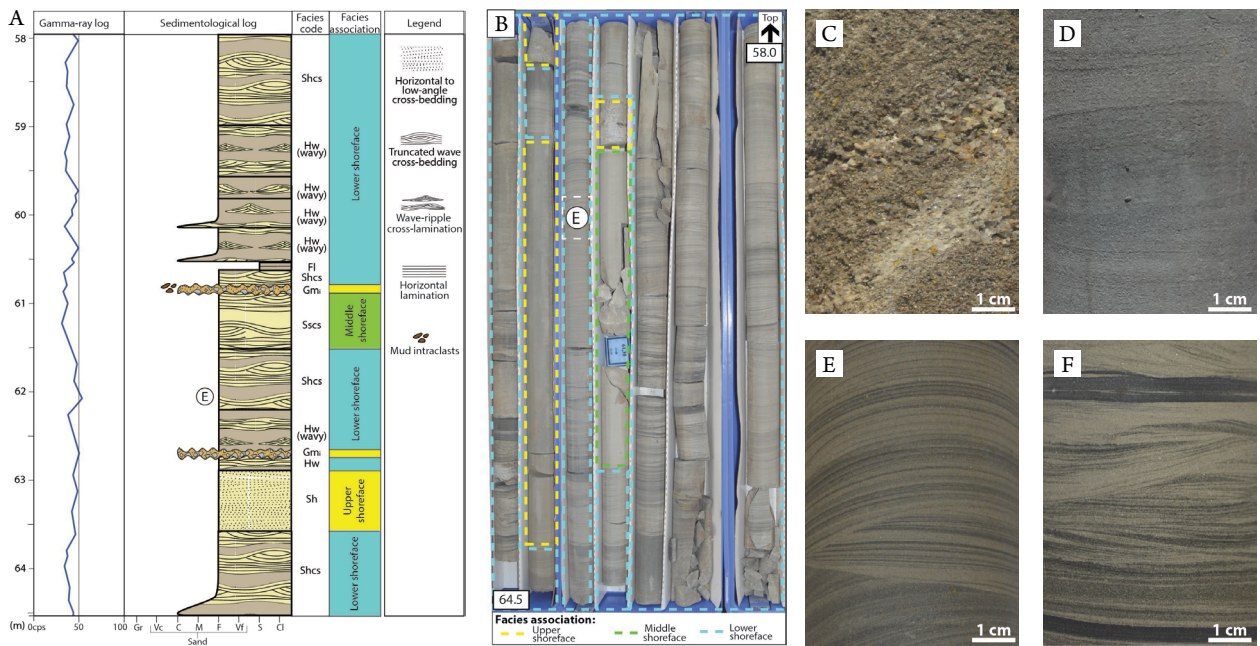 A
Gamma-ray log
Sedimentological log
Facies
code
Facies
association
Legend
58
59
60
61
62
63
64
(m)
0cps
50
100
Gr
Vc
C
M
F
Vf
S
Cl
Sand
E
Shcs
Hw
(wavy)
Hw
(wavy)
Hw
(wavy)
Hw
(wavy)
Fl
Shcs
Gmᵢ
Sscs
Shcs
Hw
(wavy)
Gmᵢ
Hw
Sh
Shcs
Lower shoreface
Middle
shoreface
Lower shoreface
Upper
shoreface
Lower shoreface
Horizontal to
low-angle
cross-bedding
Truncated wave
cross-bedding
Wave-ripple
cross-lamination
Horizontal
lamination
Mud intraclasts
B
Top
58.0
E
64.5
Facies association:
Upper
shoreface
Middle
shoreface
Lower
shoreface
C
1 cm
D
1 cm
E
1 cm
F
1 cm